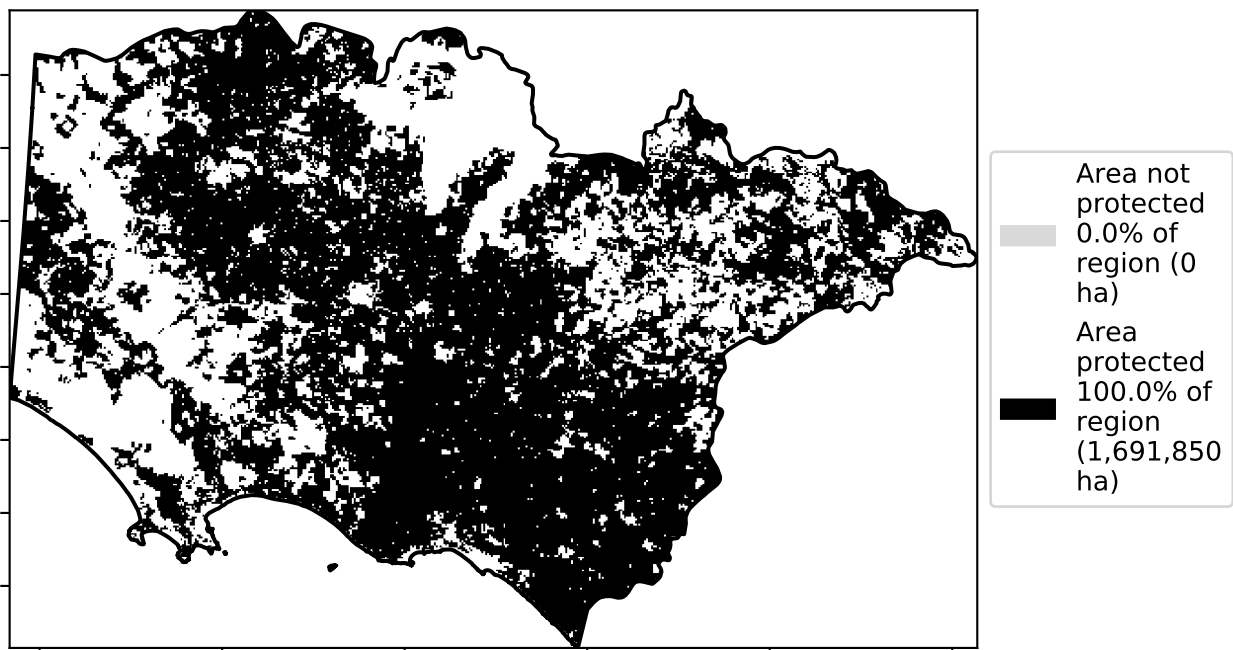 Area not
protected
0.0% of
region (0
ha)
Area
protected
100.0% of
region
(1,691,850
ha)